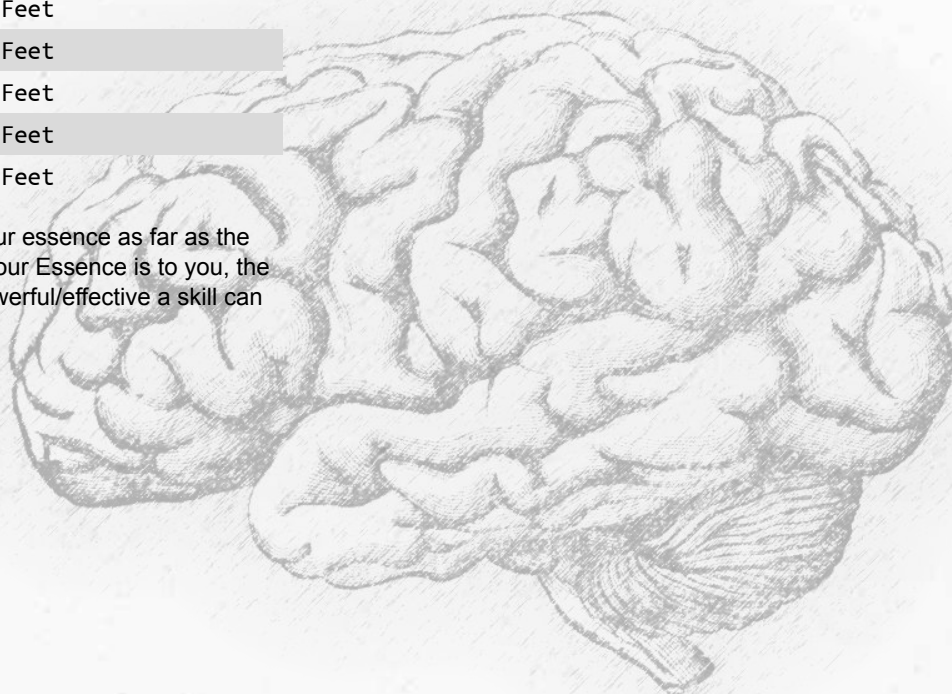 Feet
Feet
Feet
Feet
Feet
ur essence as far as the
our Essence is to you, the
werful/effective a skill can